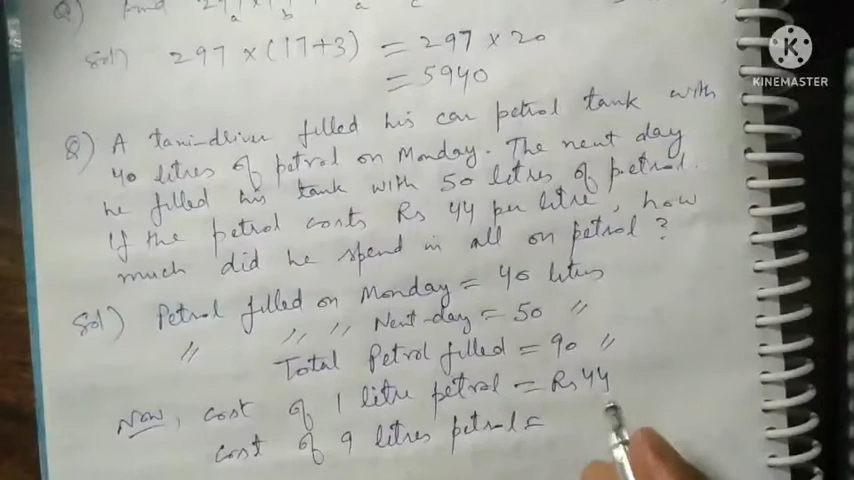 Q) Find 297 × 17
a b a c
Sol) 297 × (17+3) = 297 × 20
= 5940
KINEMASTER
Q) A taxi-driver filled his car petrol tank with
40 litres of petrol on Monday. The next day
he filled his tank with 50 litres of petrol.
If the petrol costs Rs 44 per litre, how
much did he spend in all on petrol?
Sol) Petrol filled on Monday = 40 litres
〃 〃 〃 Next-day = 50 〃
Total Petrol filled = 90 〃
Now, cost of 1 litre petrol = Rs 44
cost of 9 litres petrol =